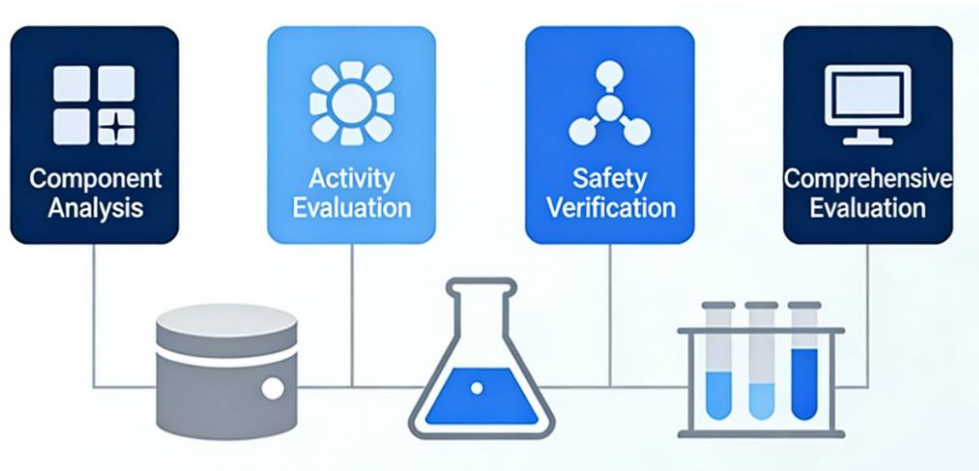 Component
Analysis
Activity
Evaluation
Safety
Verification
Comprehensive
Evaluation